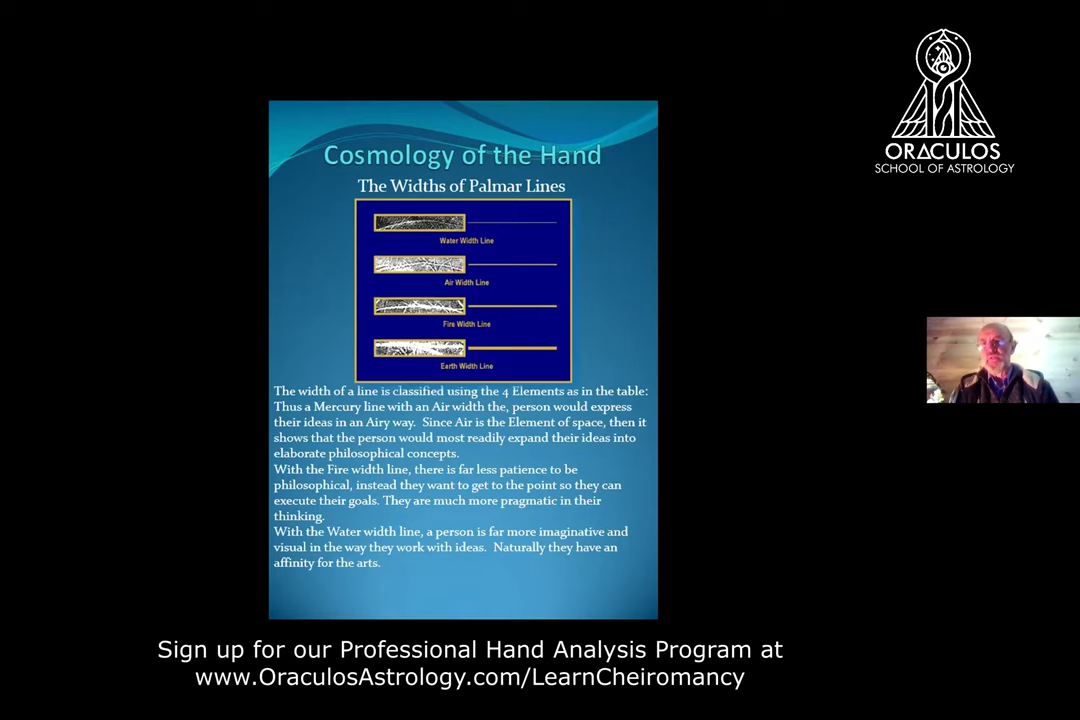 ORACULOS
SCHOOL OF ASTROLOGY
Cosmology of the Hand
The Widths of Palmar Lines
Water Width Line
Air Width Line
Fire Width Line
Earth Width Line
The width of a line is classified using the 4 Elements as in the table:
Thus a Mercury line with an Air width the, person would express
their ideas in an Airy way. Since Air is the Element of space, then it
shows that the person would most readily expand their ideas into
elaborate philosophical concepts.
With the Fire width line, there is far less patience to be
philosophical, instead they want to get to the point so they can
execute their goals. They are much more pragmatic in their
thinking.
With the Water width line, a person is far more imaginative and
visual in the way they work with ideas. Naturally they have an
affinity for the arts.
Sign up for our Professional Hand Analysis Program at
www.OraculosAstrology.com/LearnCheiromancy